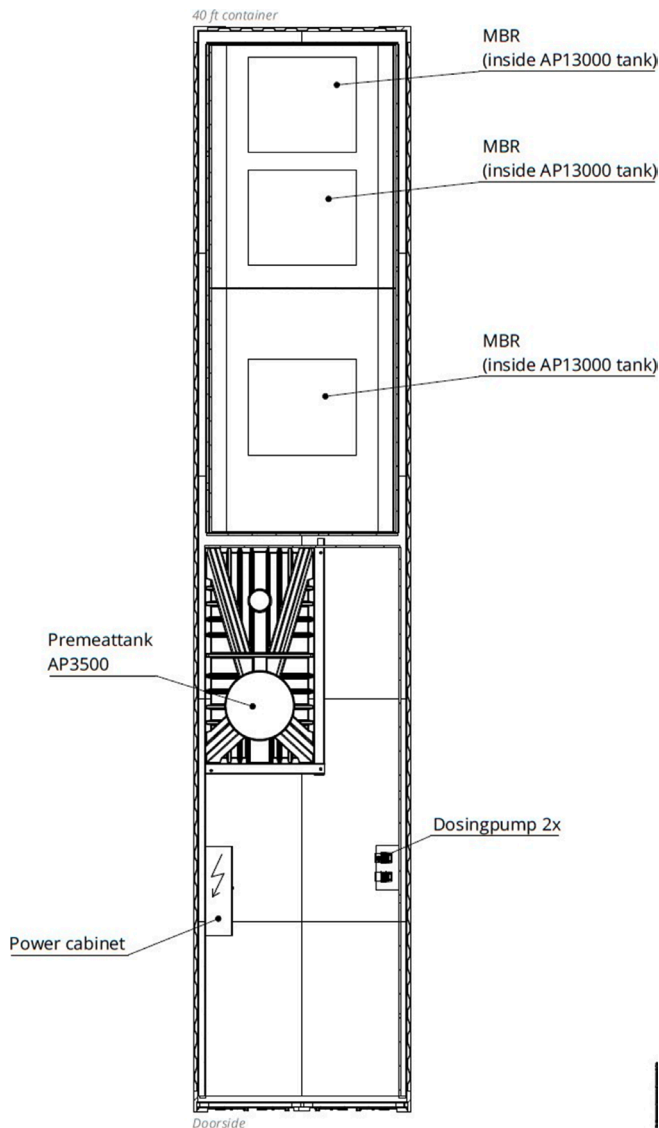 40 ft container
MBR
(inside AP13000 tank)
MBR
(inside AP13000 tank)
MBR
(inside AP13000 tank)
Premeattank
AP3500
Dosingpump 2x
Power cabinet
Doorside